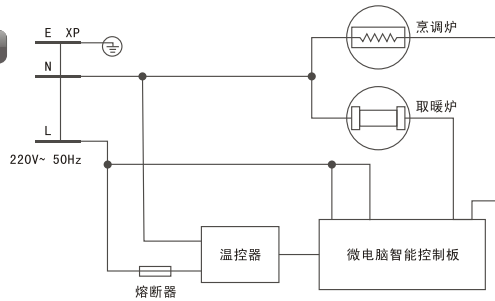 E XP
烹调炉
N
取暖炉
L
220V~ 50Hz
温控器
微电脑智能控制板
熔断器